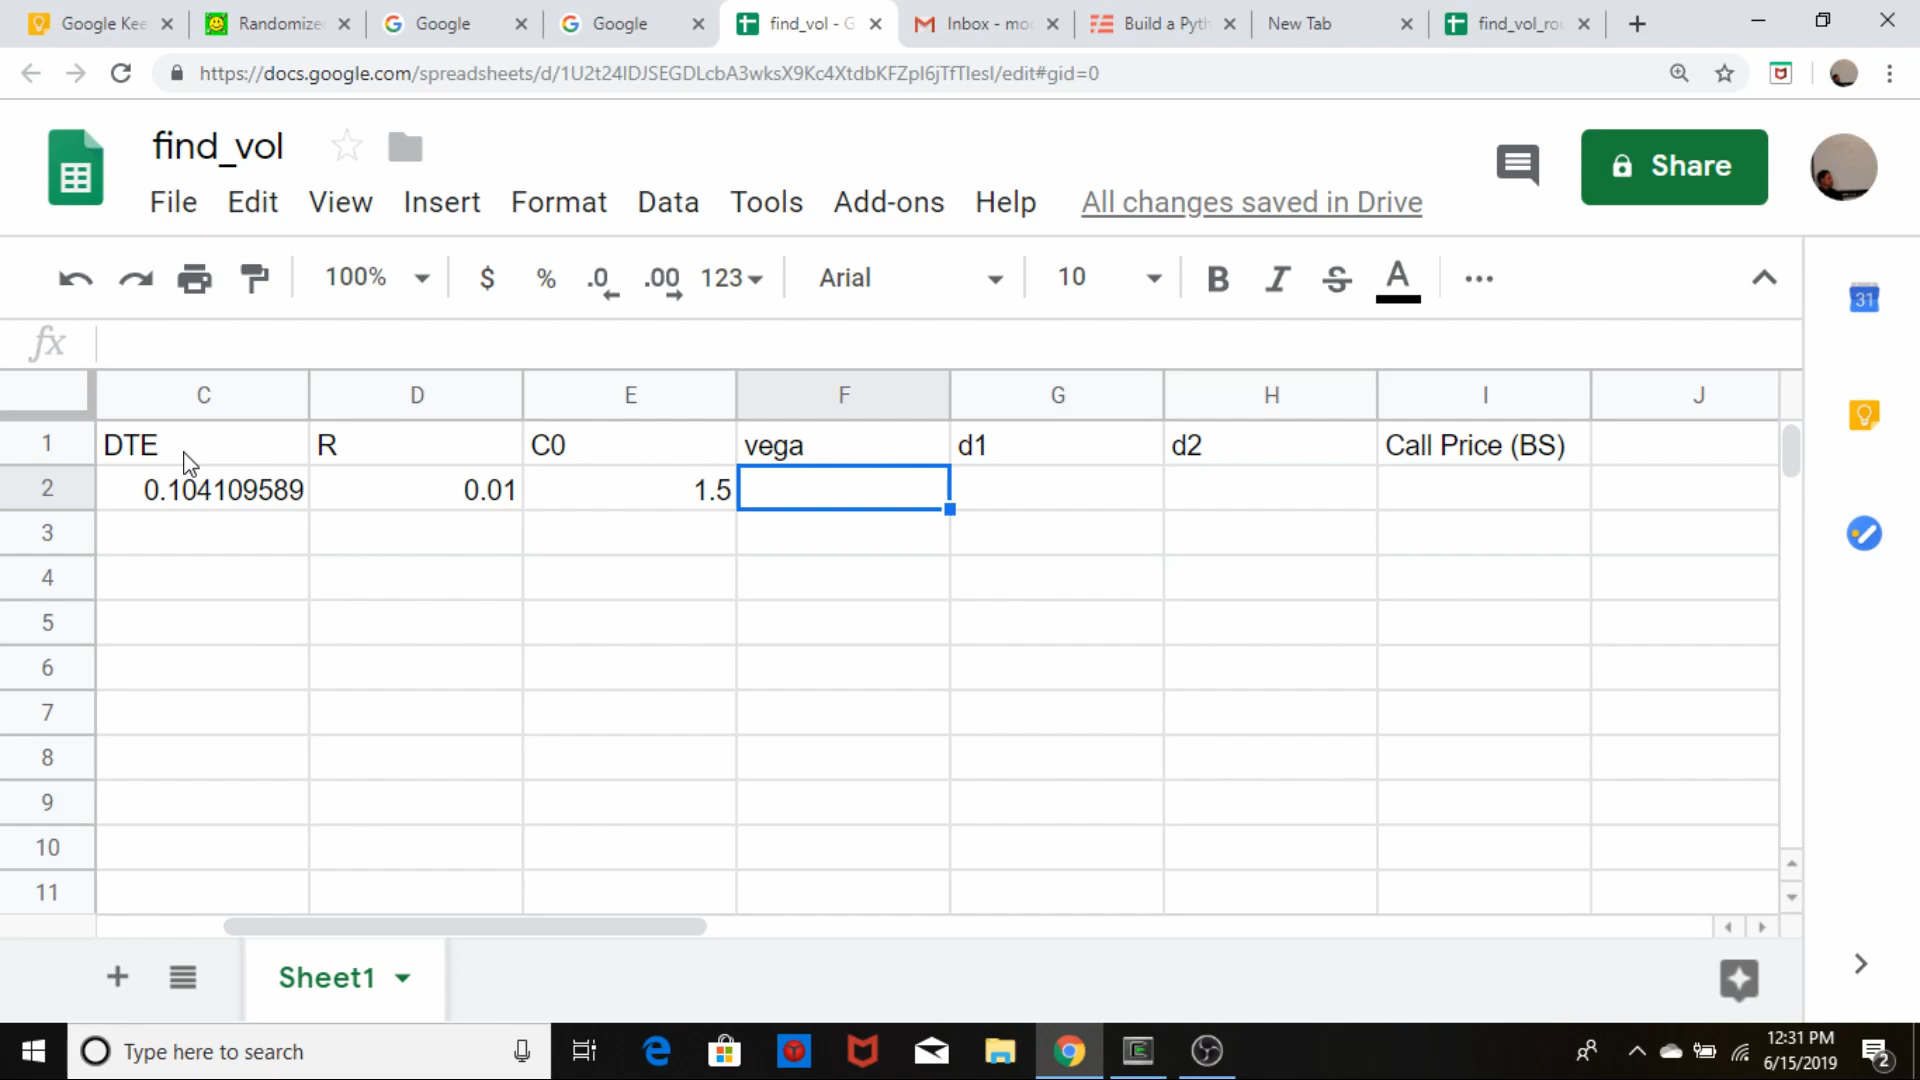 Google Kee
Randomize
Google
Google
find_vol - G
Inbox - mo
Build a Pyth
New Tab
find_vol_ro
https://docs.google.com/spreadsheets/d/1U2t24IDJSEGDLcbA3wksX9Kc4XtdbKFZpI6jTfTIesI/edit#gid=0
find_vol
Share
File Edit View Insert Format Data Tools Add-ons Help All changes saved in Drive
100% $ % .0 .00 123 Arial 10 B I S A
31
fx
C D E F G H I J
1 DTE R C0 vega d1 d2 Call Price (BS)
2 0.104109589 0.01 1.5
3
4
5
6
7
8
9
10
11
Sheet1
Type here to search
12:31 PM
6/15/2019
2